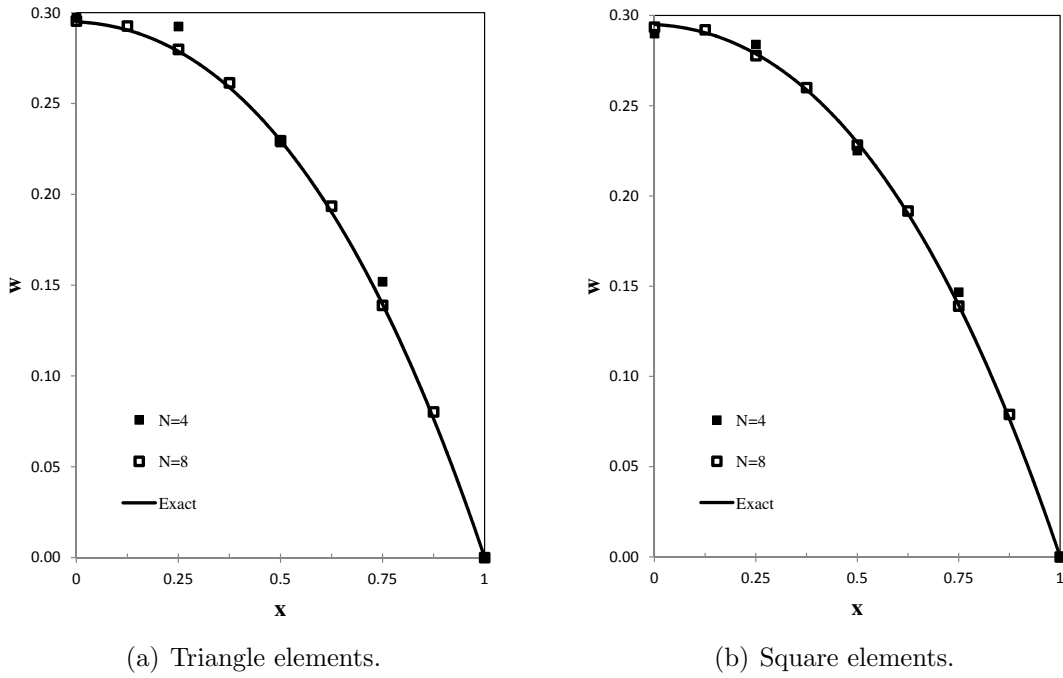 0.30
0.25
0.20
0.15
0.10
0.05
0.00
w
N=4
N=8
Exact
0 0.25 0.5 0.75 1
x
(a) Triangle elements.
0.30
0.25
0.20
0.15
0.10
0.05
0.00
w
N=4
N=8
Exact
0 0.25 0.5 0.75 1
x
(b) Square elements.